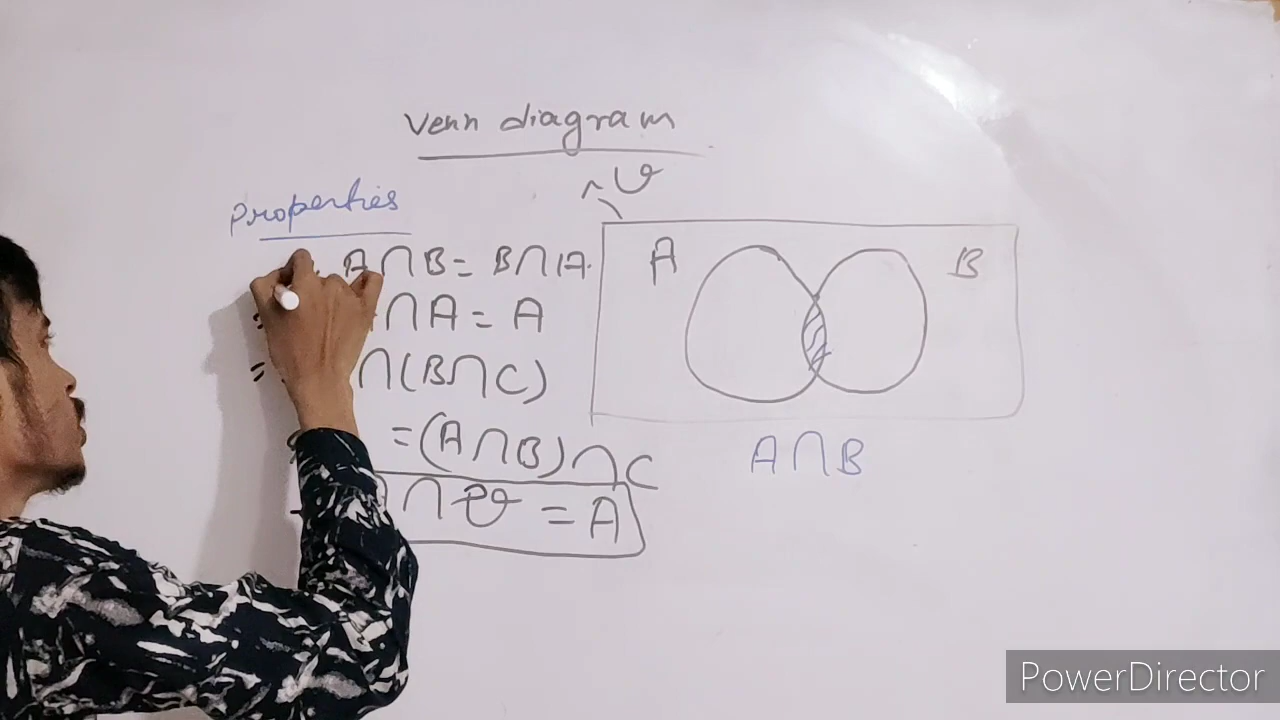 Venn diagram
U
Properties
A∩B = B∩A.
∩A = A
∩(B∩C)
=(A∩B)∩C
∩ U = A
A
B
A∩B
PowerDirector